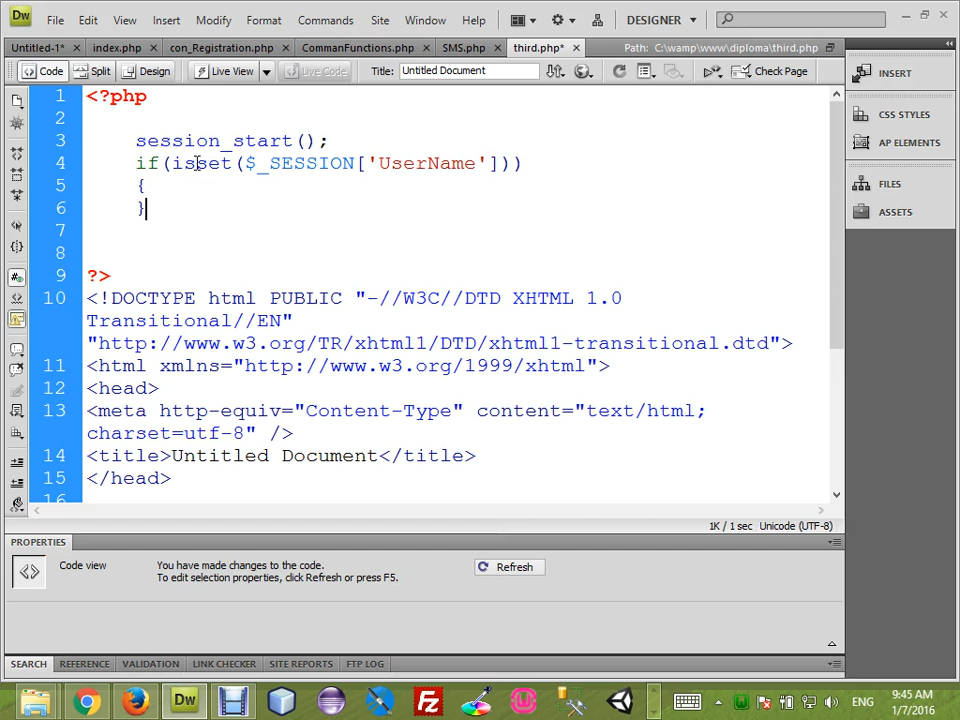 Dw File Edit View Insert Modify Format Commands Site Window Help DESIGNER
Untitled-1* × index.php × con_Registration.php × CommanFunctions.php × SMS.php × third.php* × Path: C:\wamp\www\diploma\third.php
Code Split Design Live View Live Code Title: Untitled Document Check Page
1 <?php
2
3 session_start();
4 if(isset($_SESSION['UserName']))
5 {
6 }
7
8
9 ?>
10 <!DOCTYPE html PUBLIC "-//W3C//DTD XHTML 1.0
Transitional//EN"
"http://www.w3.org/TR/xhtml1/DTD/xhtml1-transitional.dtd">
11 <html xmlns="http://www.w3.org/1999/xhtml">
12 <head>
13 <meta http-equiv="Content-Type" content="text/html;
charset=utf-8" />
14 <title>Untitled Document</title>
15 </head>
16
1K / 1 sec Unicode (UTF-8)
INSERT
CSS STYLES
AP ELEMENTS
FILES
ASSETS
PROPERTIES
Code view
You have made changes to the code.
To edit selection properties, click Refresh or press F5.
Refresh
SEARCH REFERENCE VALIDATION LINK CHECKER SITE REPORTS FTP LOG
Dw
ENG
9:45 AM
1/7/2016